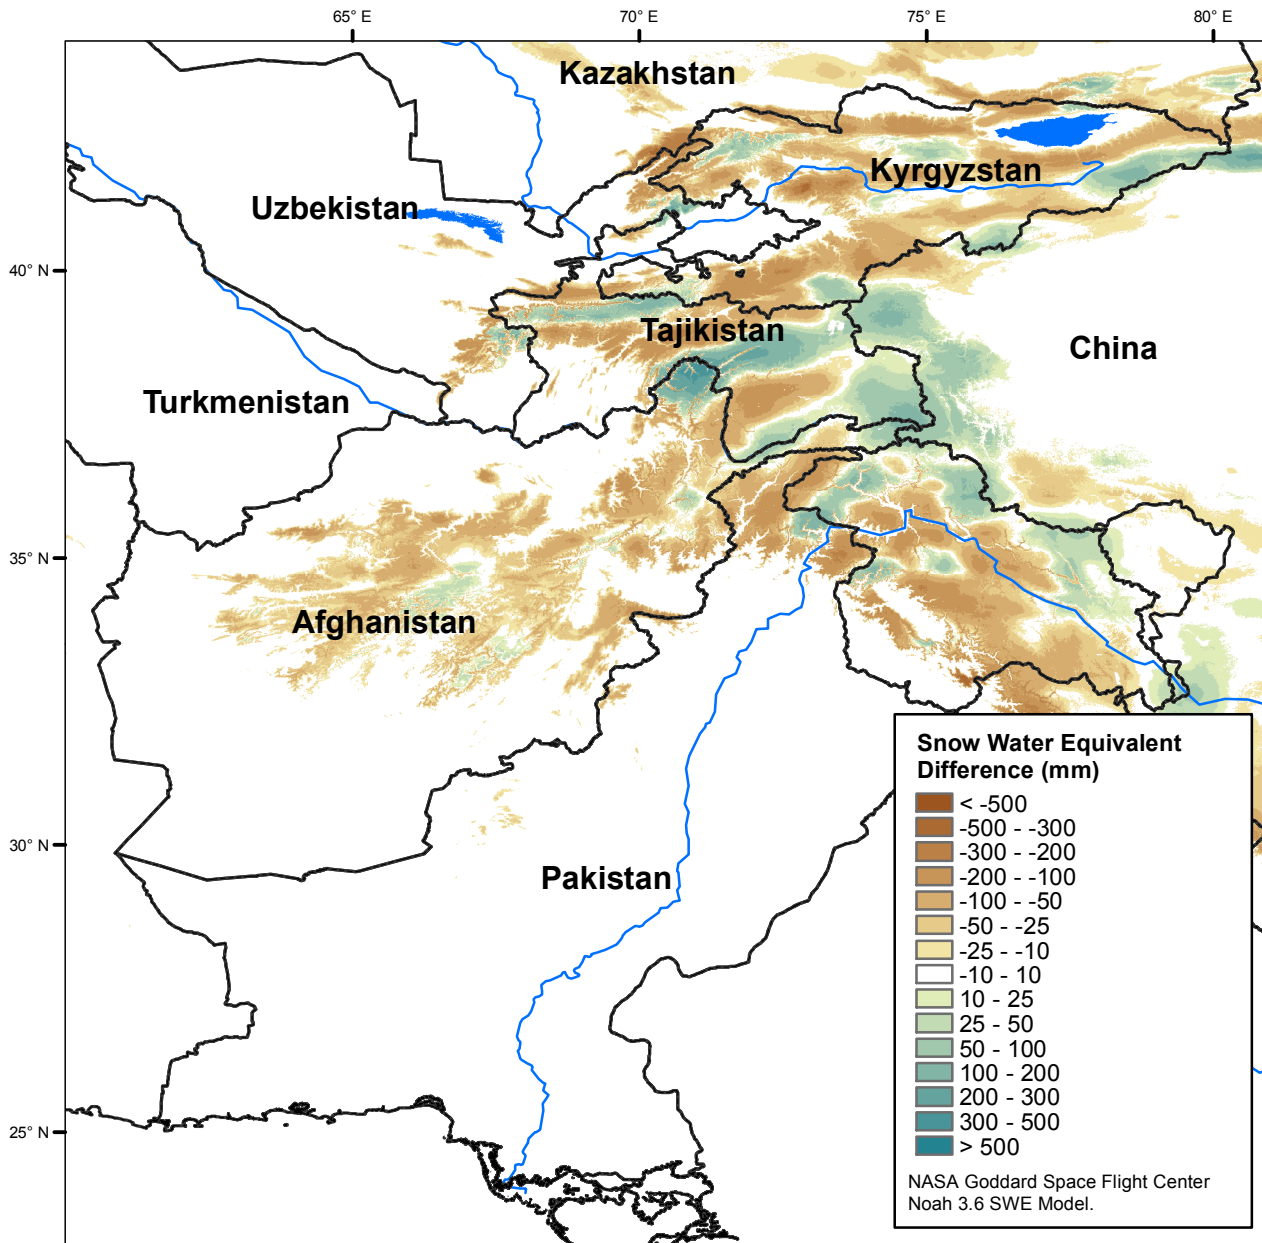 65° E
70° E
75° E
80° E
Kazakhstan
Kyrgyzstan
Uzbekistan
40° N
Tajikistan
China
Turkmenistan
35° N
Afghanistan
30° N
Pakistan
25° N
Snow Water Equivalent
Difference (mm)
< -500
-500 - -300
-300 - -200
-200 - -100
-100 - -50
-50 - -25
-25 - -10
-10 - 10
10 - 25
25 - 50
50 - 100
100 - 200
200 - 300
300 - 500
> 500
NASA Goddard Space Flight Center
Noah 3.6 SWE Model.